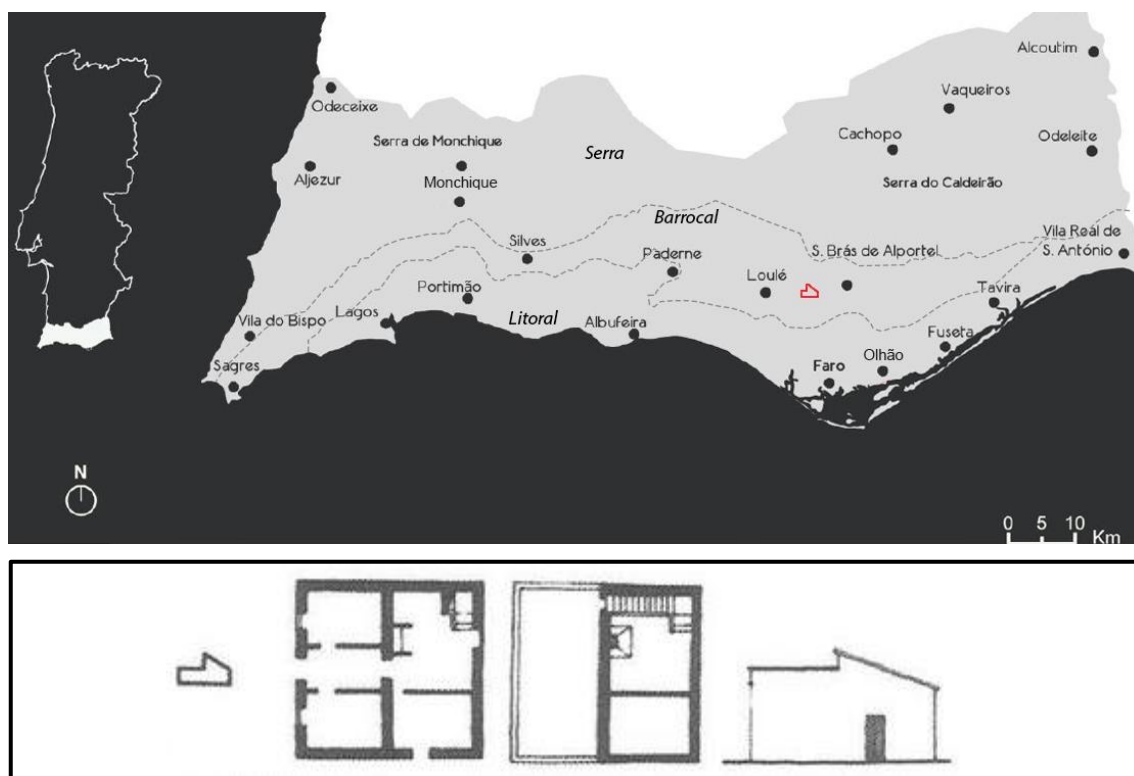 Alcoutim
Vaqueiros
Odeceixe
Serra de Monchique
Cachopo
Odeleite
Serra
Aljezur
Monchique
Serra do Caldeirão
Barrocal
Silves
Vila Reál de
S. António
Paderne
Loulé
S. Brás de Alportel
Portimão
Tavira
Lagos
Litoral
Vila do Bispo
Albufeira
Fuseta
Olhão
Sagres
Faro
N
0 5 10 Km